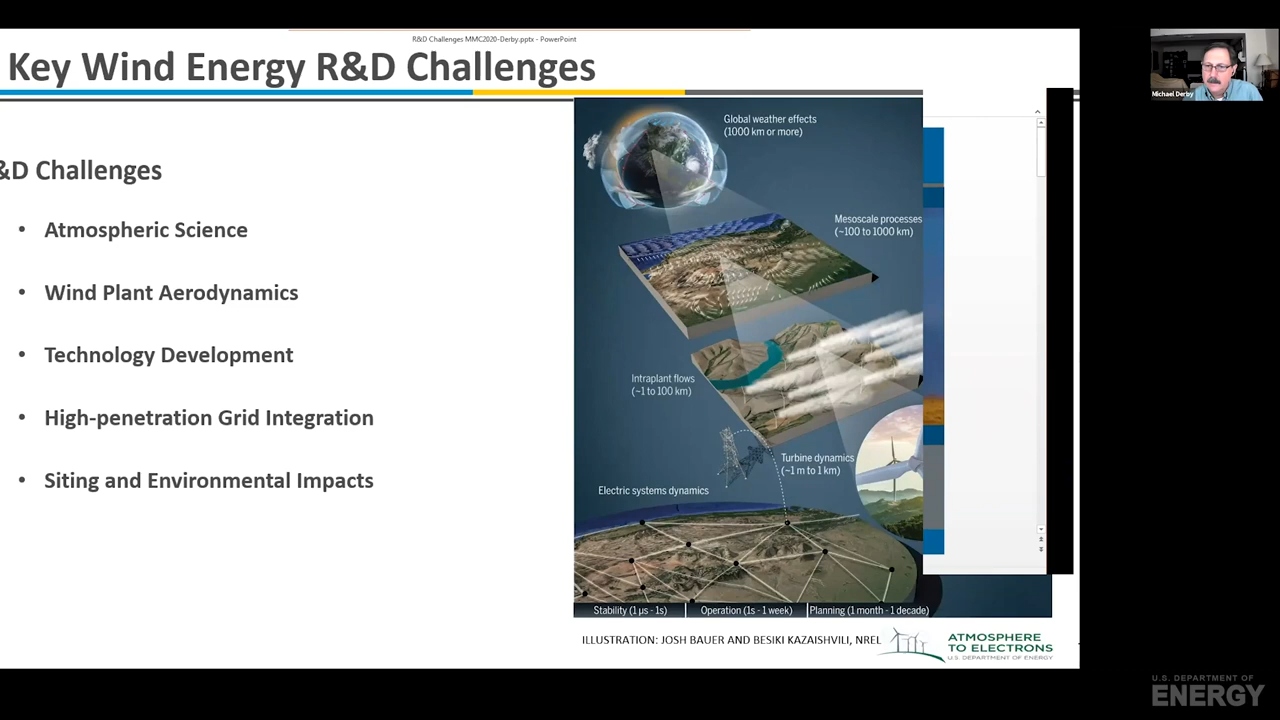 R&D Challenges MMC2020-Derby.pptx - PowerPoint
Key Wind Energy R&D Challenges
&D Challenges
• Atmospheric Science
• Wind Plant Aerodynamics
• Technology Development
• High-penetration Grid Integration
• Siting and Environmental Impacts
Global weather effects
(1000 km or more)
Mesoscale processes
(~100 to 1000 km)
Intraplant flows
(~1 to 100 km)
Turbine dynamics
(~1 m to 1 km)
Electric systems dynamics
Stability (1 µs - 1s)
Operation (1s - 1 week)
Planning (1 month - 1 decade)
ILLUSTRATION: JOSH BAUER AND BESIKI KAZAISHVILI, NREL
ATMOSPHERE
TO ELECTRONS
U.S. DEPARTMENT OF ENERGY
Michael Derby
U.S. DEPARTMENT OF
ENERGY